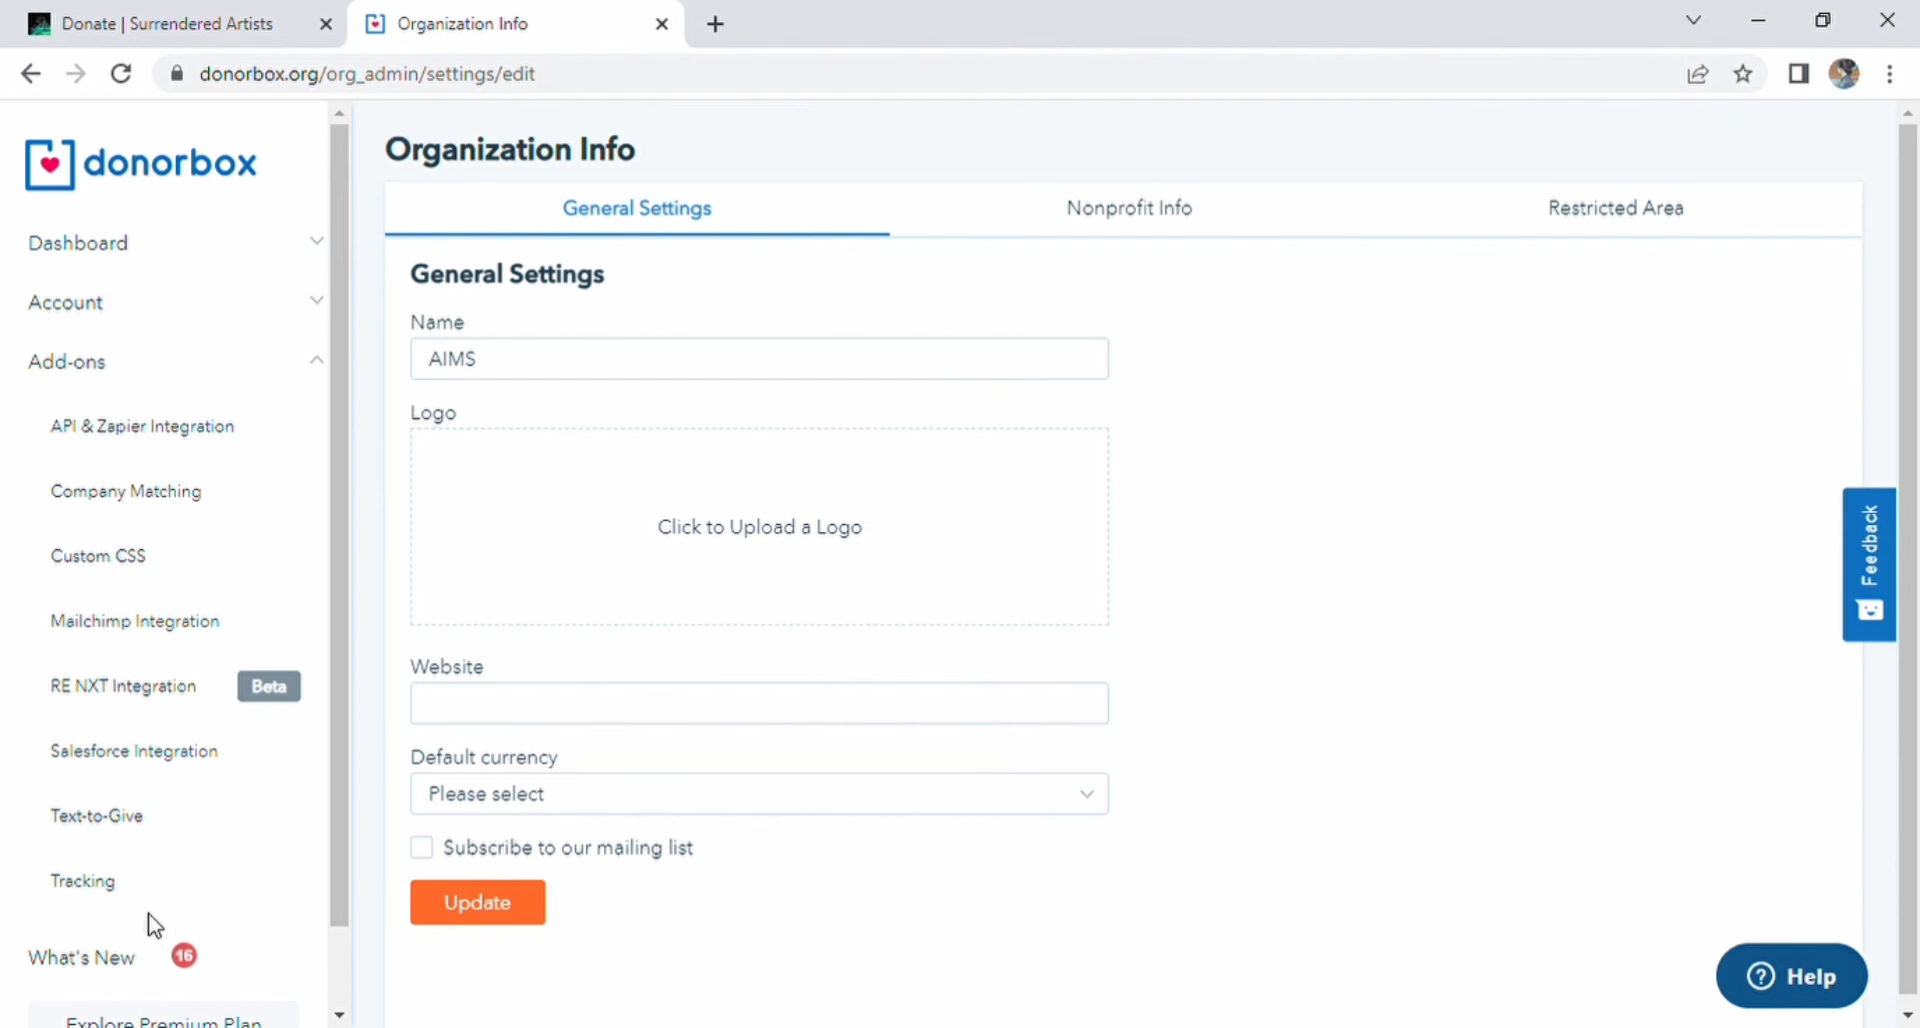 Donate | Surrendered Artists
Organization Info
donorbox.org/org_admin/settings/edit
donorbox
Dashboard
Account
Add-ons
API & Zapier Integration
Company Matching
Custom CSS
Mailchimp Integration
RE NXT Integration Beta
Salesforce Integration
Text-to-Give
Tracking
What's New 16
Explore Premium Plan
Organization Info
General Settings Nonprofit Info Restricted Area
General Settings
Name
AIMS
Logo
Click to Upload a Logo
Website
Default currency
Please select
Subscribe to our mailing list
Update
Feedback
? Help